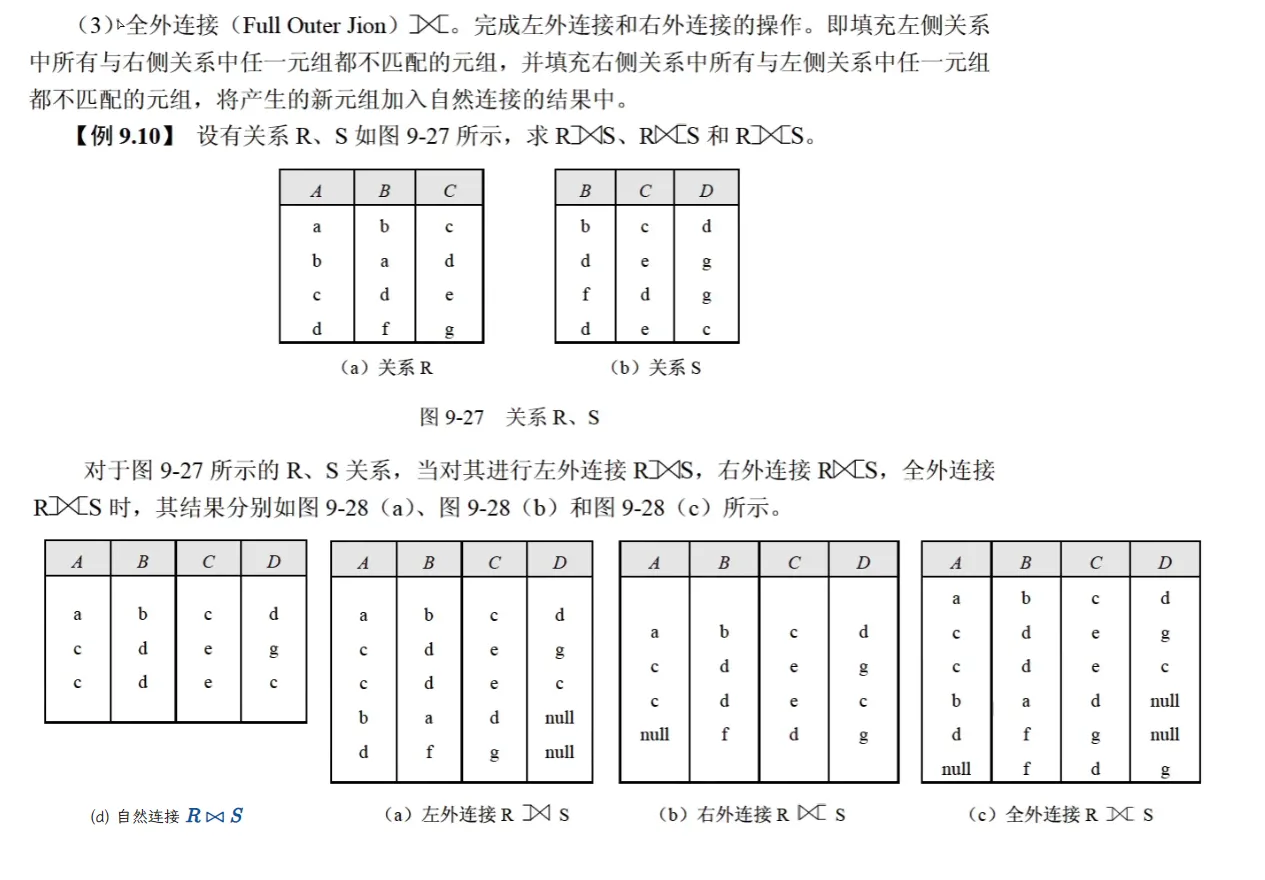 （3）全外连接（Full Outer Jion）⟗。完成左外连接和右外连接的操作。即填充左侧关系
中所有与右侧关系中任一元组都不匹配的元组，并填充右侧关系中所有与左侧关系中任一元组
都不匹配的元组，将产生的新元组加入自然连接的结果中。
【例 9.10】 设有关系 R、S 如图 9-27 所示，求 R⟕S、R⟖S 和 R⟗S。
A B C
a b c
b a d
c d e
d f g
（a）关系 R
B C D
b c d
d e g
f d g
d e c
（b）关系 S
图 9-27 关系 R、S
对于图 9-27 所示的 R、S 关系，当对其进行左外连接 R⟕S，右外连接 R⟖S，全外连接
R⟗S 时，其结果分别如图 9-28（a）、图 9-28（b）和图 9-28（c）所示。
A B C D
a b c d
c d e g
c d e c
(d) 自然连接 R ⋈ S
A B C D
a b c d
c d e g
c d e c
b a d null
d f g null
（a）左外连接 R ⟕ S
A B C D
a b c d
c d e g
c d e c
null f d g
（b）右外连接 R ⟖ S
A B C D
a b c d
c d e g
c d e c
b a d null
d f g null
null f d g
（c）全外连接 R ⟗ S